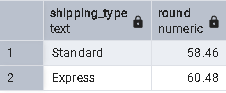 shipping_type round
text numeric
1 Standard 58.46
2 Express 60.48